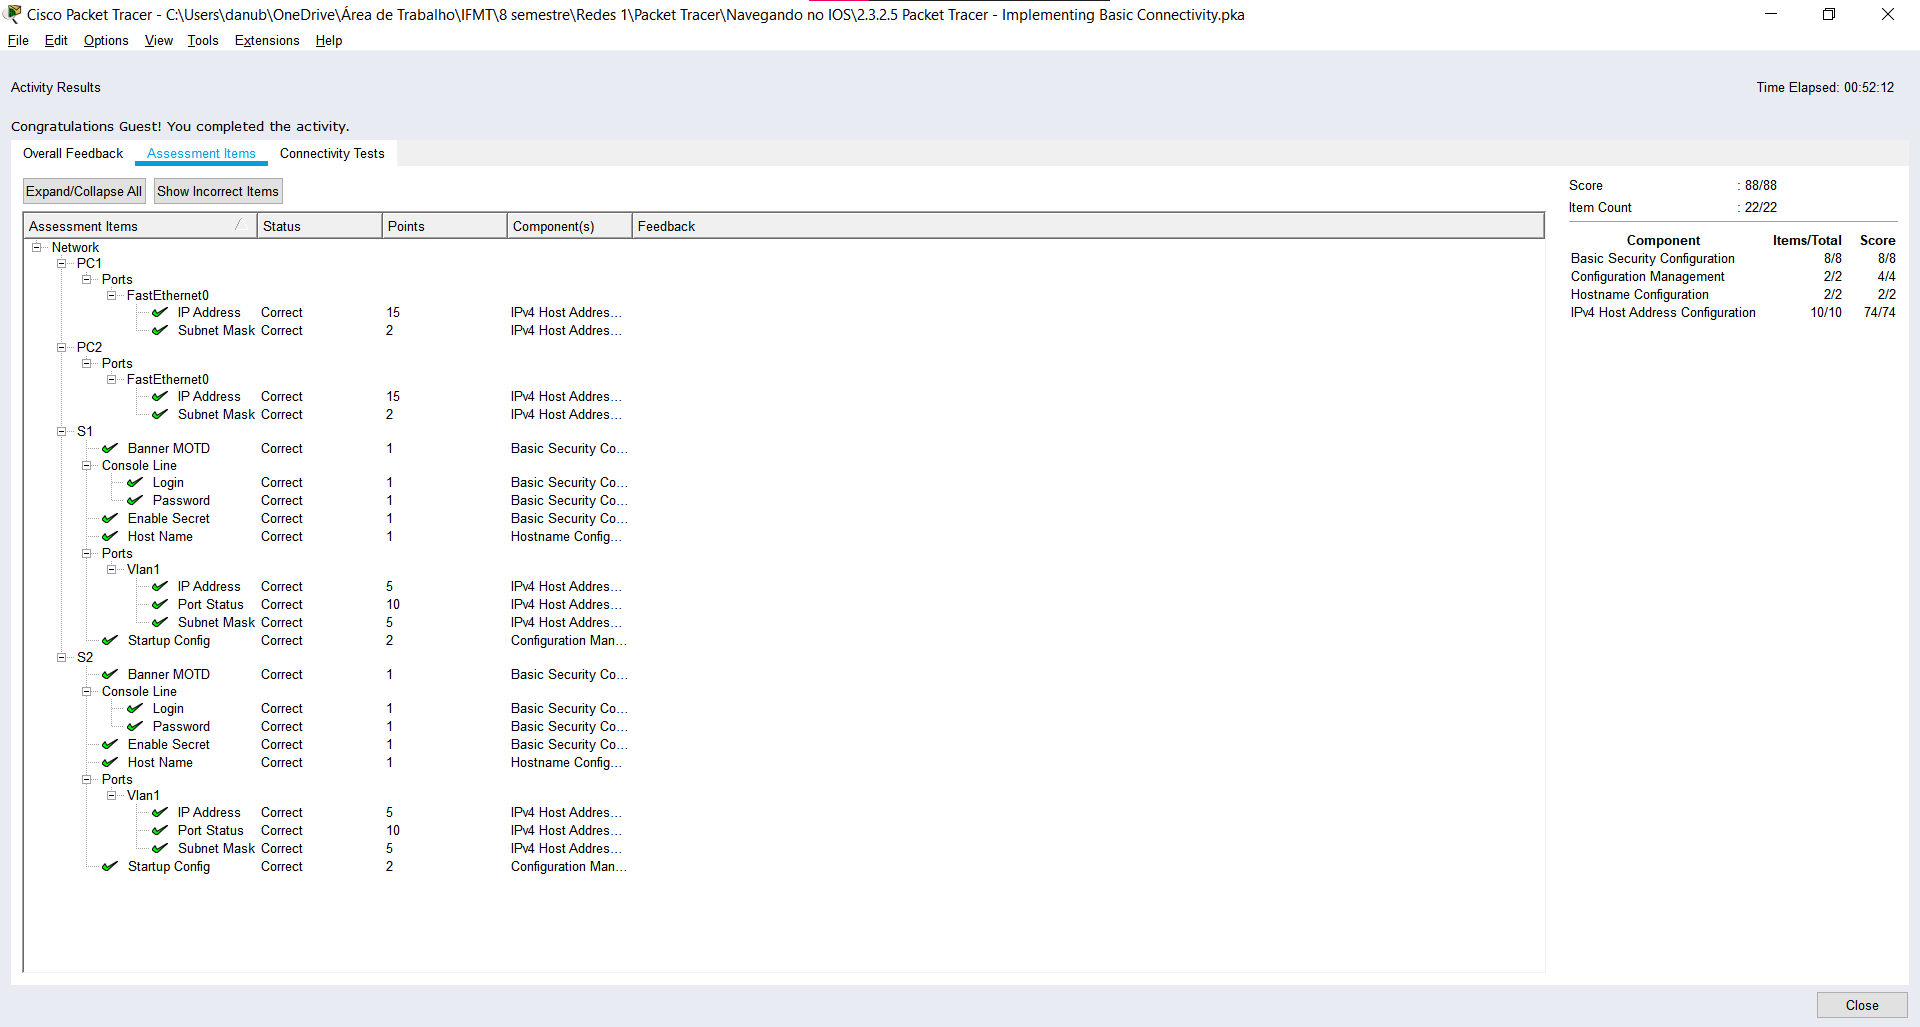 Cisco Packet Tracer - C:\Users\danub\OneDrive\Área de Trabalho\IFMT\8 semestre\Redes 1\Packet Tracer\Navegando no IOS\2.3.2.5 Packet Tracer - Implementing Basic Connectivity.pka
File Edit Options View Tools Extensions Help
Activity Results Time Elapsed: 00:52:12
Congratulations Guest! You completed the activity.
Overall Feedback Assessment Items Connectivity Tests
Expand/Collapse All Show Incorrect Items
Assessment Items Status Points Component(s) Feedback
Network
PC1
Ports
FastEthernet0
IP Address Correct 15 IPv4 Host Addres...
Subnet Mask Correct 2 IPv4 Host Addres...
PC2
Ports
FastEthernet0
IP Address Correct 15 IPv4 Host Addres...
Subnet Mask Correct 2 IPv4 Host Addres...
S1
Banner MOTD Correct 1 Basic Security Co...
Console Line
Login Correct 1 Basic Security Co...
Password Correct 1 Basic Security Co...
Enable Secret Correct 1 Basic Security Co...
Host Name Correct 1 Hostname Config...
Ports
Vlan1
IP Address Correct 5 IPv4 Host Addres...
Port Status Correct 10 IPv4 Host Addres...
Subnet Mask Correct 5 IPv4 Host Addres...
Startup Config Correct 2 Configuration Man...
S2
Banner MOTD Correct 1 Basic Security Co...
Console Line
Login Correct 1 Basic Security Co...
Password Correct 1 Basic Security Co...
Enable Secret Correct 1 Basic Security Co...
Host Name Correct 1 Hostname Config...
Ports
Vlan1
IP Address Correct 5 IPv4 Host Addres...
Port Status Correct 10 IPv4 Host Addres...
Subnet Mask Correct 5 IPv4 Host Addres...
Startup Config Correct 2 Configuration Man...
Score : 88/88
Item Count : 22/22
Component Items/Total Score
Basic Security Configuration 8/8 8/8
Configuration Management 2/2 4/4
Hostname Configuration 2/2 2/2
IPv4 Host Address Configuration 10/10 74/74
Close